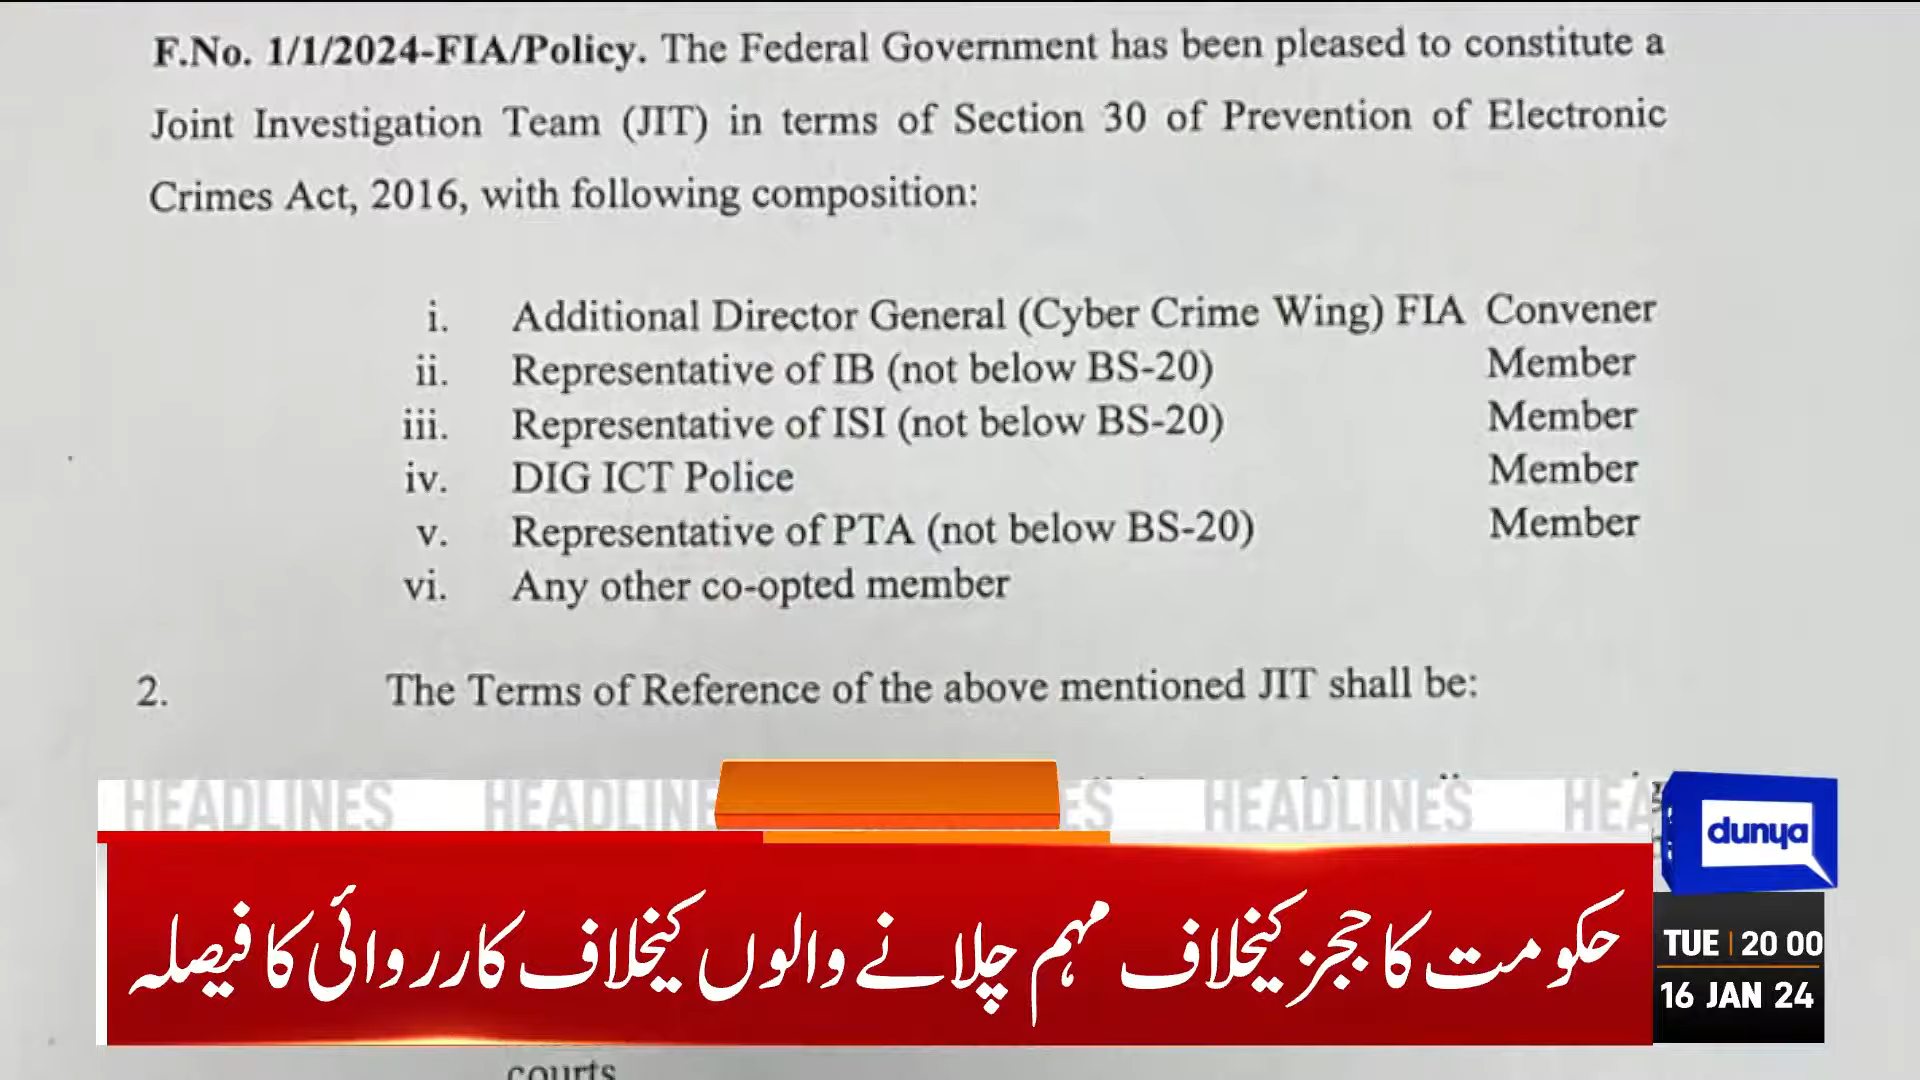 F.No. 1/1/2024-FIA/Policy. The Federal Government has been pleased to constitute a
Joint Investigation Team (JIT) in terms of Section 30 of Prevention of Electronic
Crimes Act, 2016, with following composition:
i. Additional Director General (Cyber Crime Wing) FIA Convener
ii. Representative of IB (not below BS-20) Member
iii. Representative of ISI (not below BS-20) Member
iv. DIG ICT Police Member
v. Representative of PTA (not below BS-20) Member
vi. Any other co-opted member
2. The Terms of Reference of the above mentioned JIT shall be:
HEADLINES HEADLINE ES HEADLINES HEA
dunya
حکومت کا ججز کیخلاف مہم چلانے والوں کیخلاف کارروائی کا فیصلہ
TUE | 20 00
16 JAN 24
courts